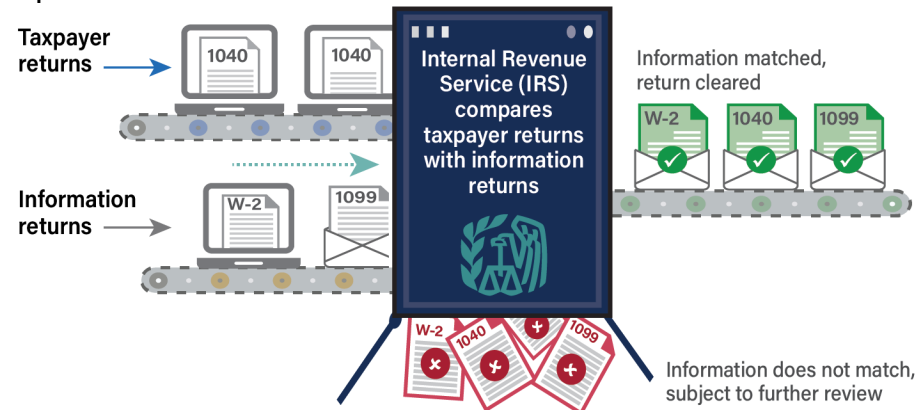 Taxpayer
returns
1040
1040
Internal Revenue
Service (IRS)
compares
taxpayer returns
with information
returns
Information matched,
return cleared
W-2
1040
1099
Information
returns
W-2
1099
W-2
1040
1099
Information does not match,
subject to further review